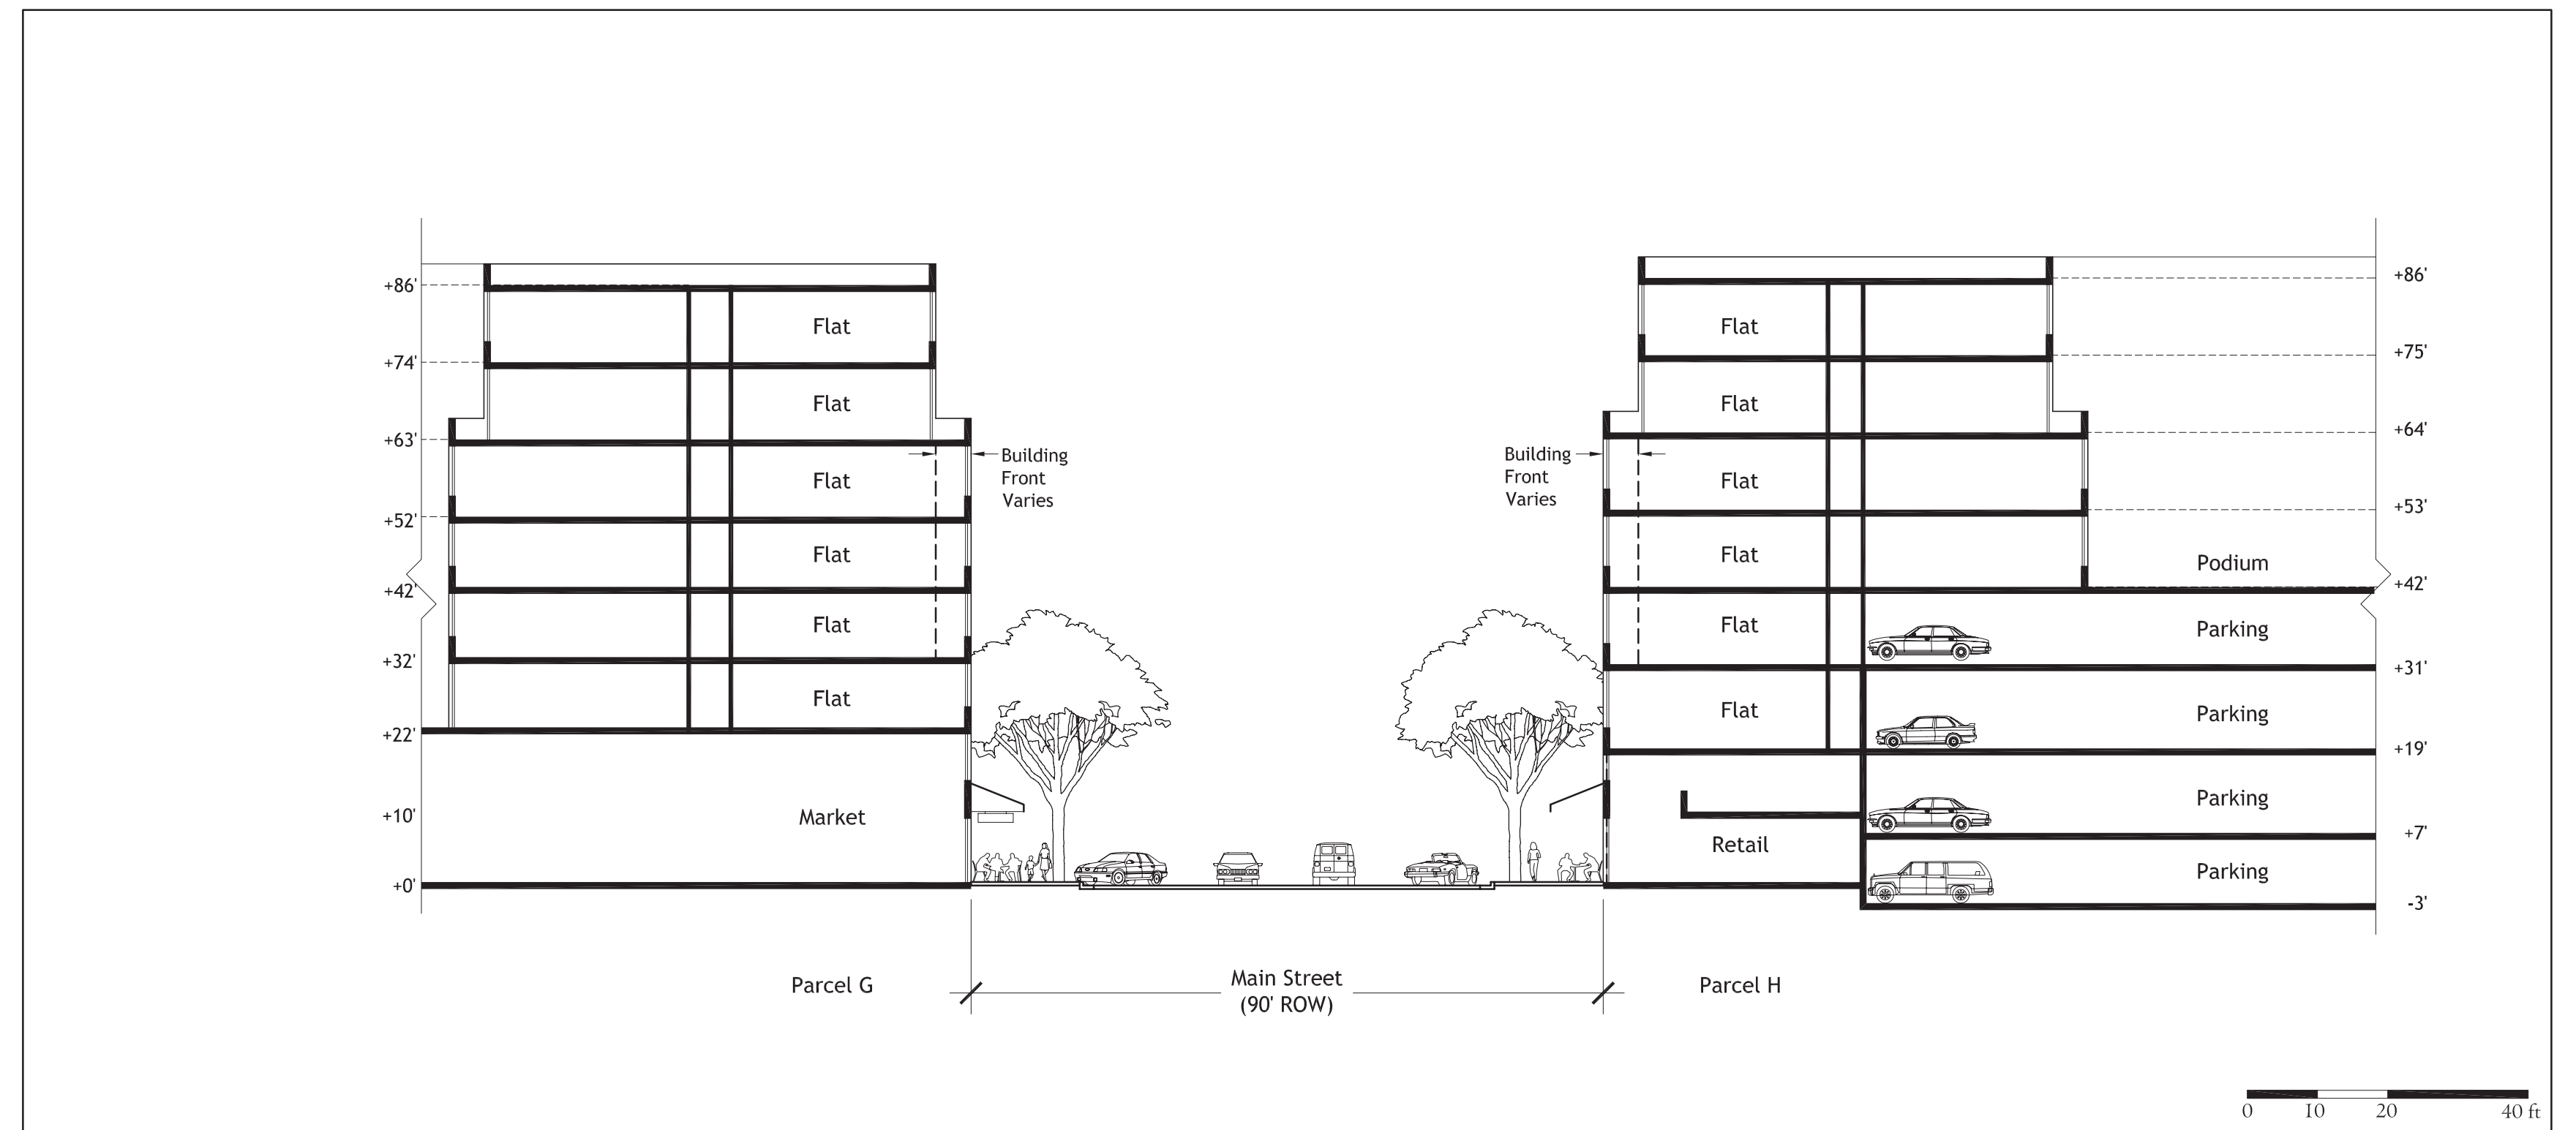 +86'
+74'
+63'
+52'
+42'
+32'
+22'
+10'
+0'
Flat
Flat
Flat
Flat
Flat
Flat
Market
Building
Front
Varies
Building
Front
Varies
Flat
Flat
Flat
Flat
Flat
Flat
Retail
Podium
Parking
Parking
Parking
Parking
+86'
+75'
+64'
+53'
+42'
+31'
+19'
+7'
-3'
Parcel G
Main Street
(90' ROW)
Parcel H
0 10 20 40 ft